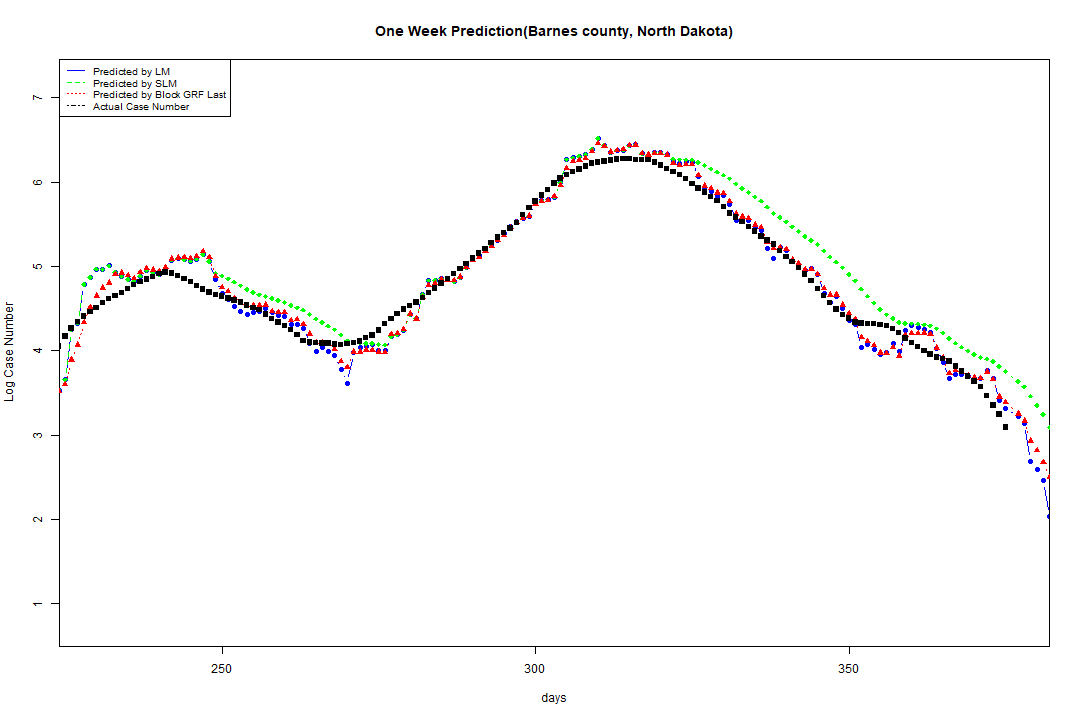 One Week Prediction(Barnes county, North Dakota)
Predicted by LM
Predicted by SLM
Predicted by Block GRF Last
Actual Case Number
Log Case Number
7
6
5
4
3
2
1
250
300
350
days